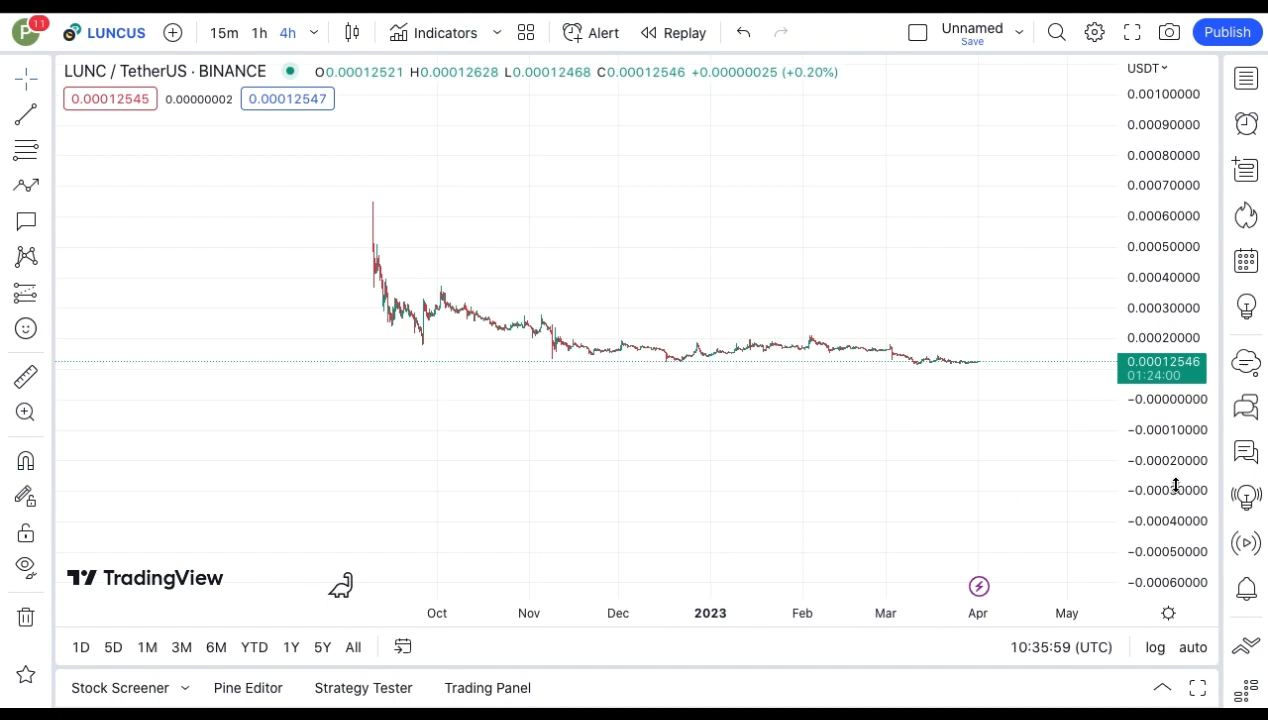 P 11 LUNCUS 15m 1h 4h Indicators Alert Replay Unnamed Save Publish
LUNC / TetherUS · BINANCE O0.00012521 H0.00012628 L0.00012468 C0.00012546 +0.00000025 (+0.20%)
0.00012545 0.00000002 0.00012547
USDT
0.00100000
0.00090000
0.00080000
0.00070000
0.00060000
0.00050000
0.00040000
0.00030000
0.00020000
0.00012546
01:24:00
−0.00000000
−0.00010000
−0.00020000
−0.00030000
−0.00040000
−0.00050000
−0.00060000
TradingView
Oct Nov Dec 2023 Feb Mar Apr May
1D 5D 1M 3M 6M YTD 1Y 5Y All 10:35:59 (UTC) log auto
Stock Screener Pine Editor Strategy Tester Trading Panel